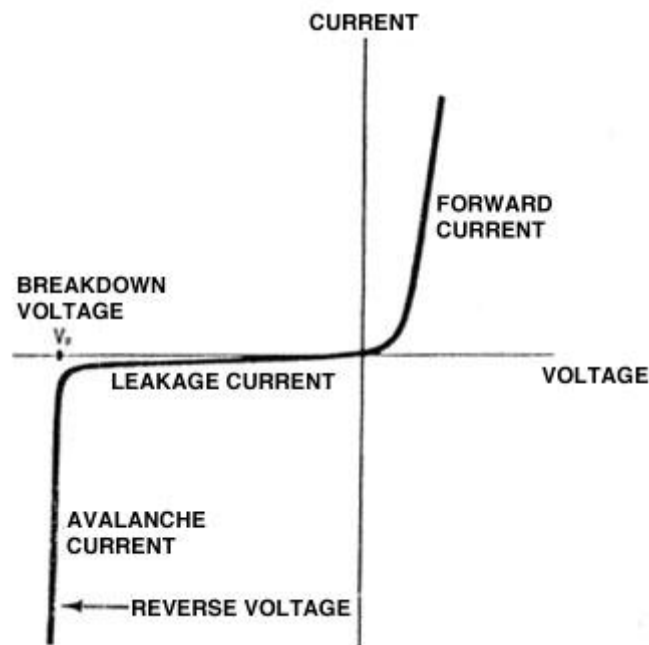 CURRENT
FORWARD
CURRENT
BREAKDOWN
VOLTAGE
LEAKAGE CURRENT
VOLTAGE
AVALANCHE
CURRENT
REVERSE VOLTAGE